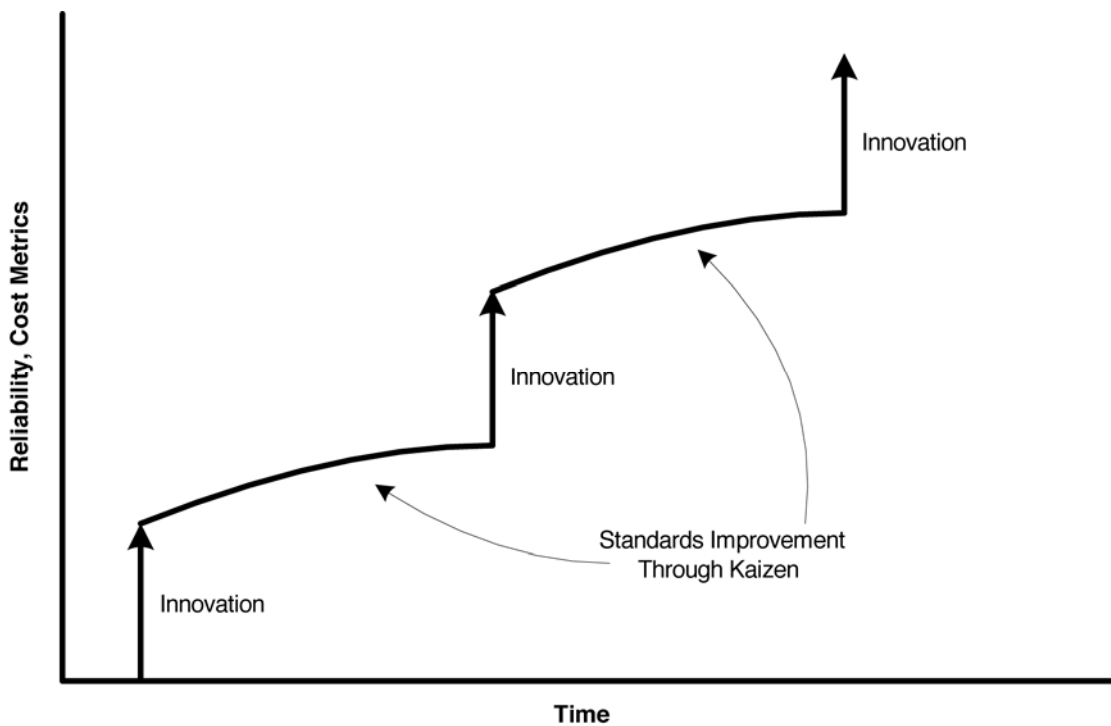 Innovation
Reliability, Cost Metrics
Innovation
Standards Improvement
Through Kaizen
Innovation
Time